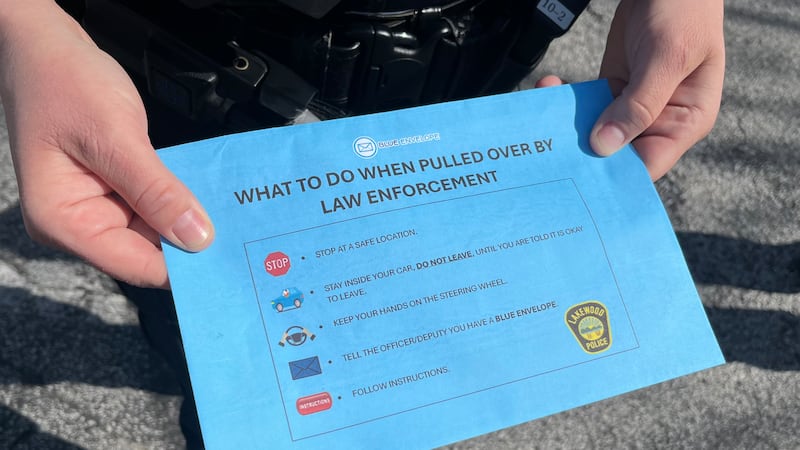 10-2
BLUE ENVELOPE
WHAT TO DO WHEN PULLED OVER BY
LAW ENFORCEMENT
STOP
• STOP AT A SAFE LOCATION.
• STAY INSIDE YOUR CAR, DO NOT LEAVE, UNTIL YOU ARE TOLD IT IS OKAY
TO LEAVE.
• KEEP YOUR HANDS ON THE STEERING WHEEL.
• TELL THE OFFICER/DEPUTY YOU HAVE A BLUE ENVELOPE.
INSTRUCTIONS
• FOLLOW INSTRUCTIONS.
LAKEWOOD
POLICE